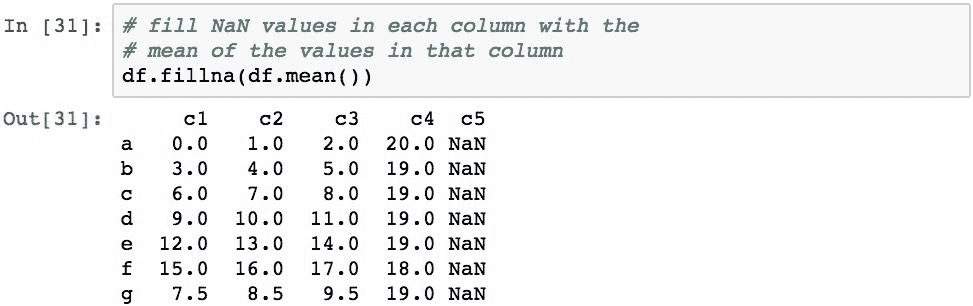 In [31]: # fill NaN values in each column with the
# mean of the values in that column
df.fillna(df.mean())
Out[31]: c1 c2 c3 c4 c5
a 0.0 1.0 2.0 20.0 NaN
b 3.0 4.0 5.0 19.0 NaN
c 6.0 7.0 8.0 19.0 NaN
d 9.0 10.0 11.0 19.0 NaN
e 12.0 13.0 14.0 19.0 NaN
f 15.0 16.0 17.0 18.0 NaN
g 7.5 8.5 9.5 19.0 NaN